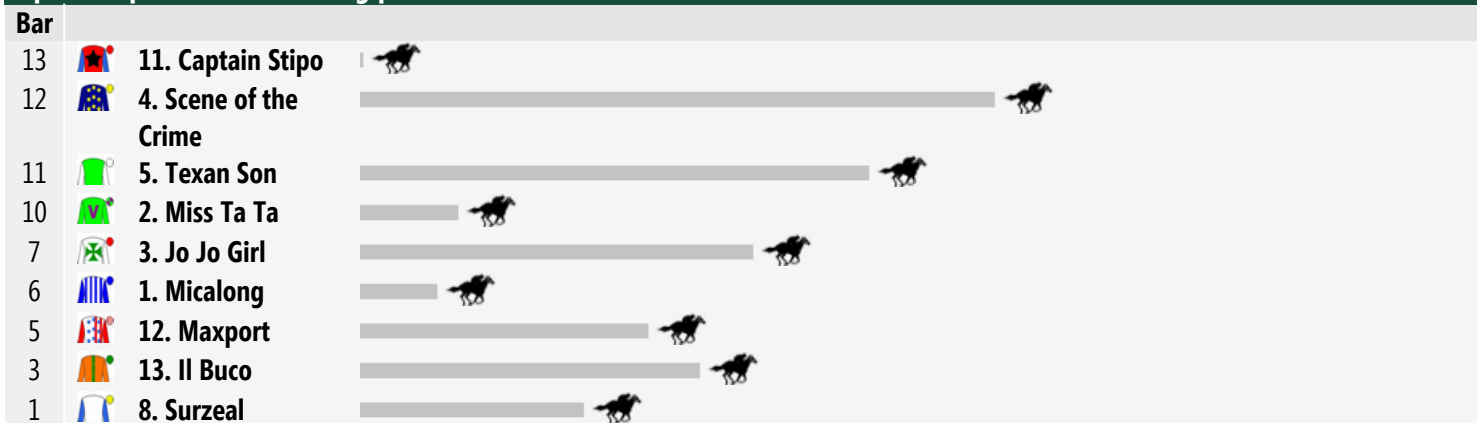 Bar
13 11. Captain Stipo
12 4. Scene of the
Crime
11 5. Texan Son
10 V 2. Miss Ta Ta
7 3. Jo Jo Girl
6 1. Micalong
5 12. Maxport
3 13. Il Buco
1 8. Surzeal